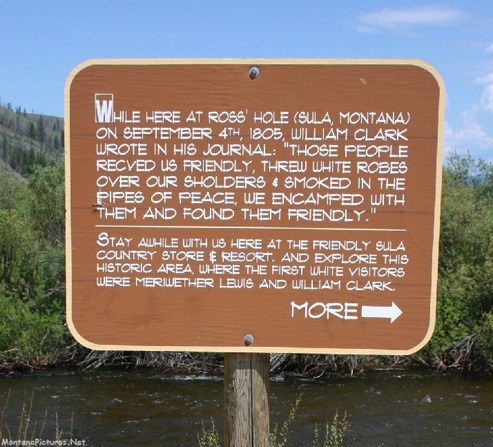 WHILE HERE AT ROSS' HOLE (SULA, MONTANA)
ON SEPTEMBER 4TH, 1805, WILLIAM CLARK
WROTE IN HIS JOURNAL: "THOSE PEOPLE
RECVED US FRIENDLY, THREW WHITE ROBES
OVER OUR SHOLDERS & SMOKED IN THE
PIPES OF PEACE, WE ENCAMPED WITH
THEM AND FOUND THEM FRIENDLY."
STAY AWHILE WITH US HERE AT THE FRIENDLY SULA
COUNTRY STORE & RESORT. AND EXPLORE THIS
HISTORIC AREA, WHERE THE FIRST WHITE VISITORS
WERE MERIWETHER LEWIS AND WILLIAM CLARK.
MORE →
MontanaPictures.Net